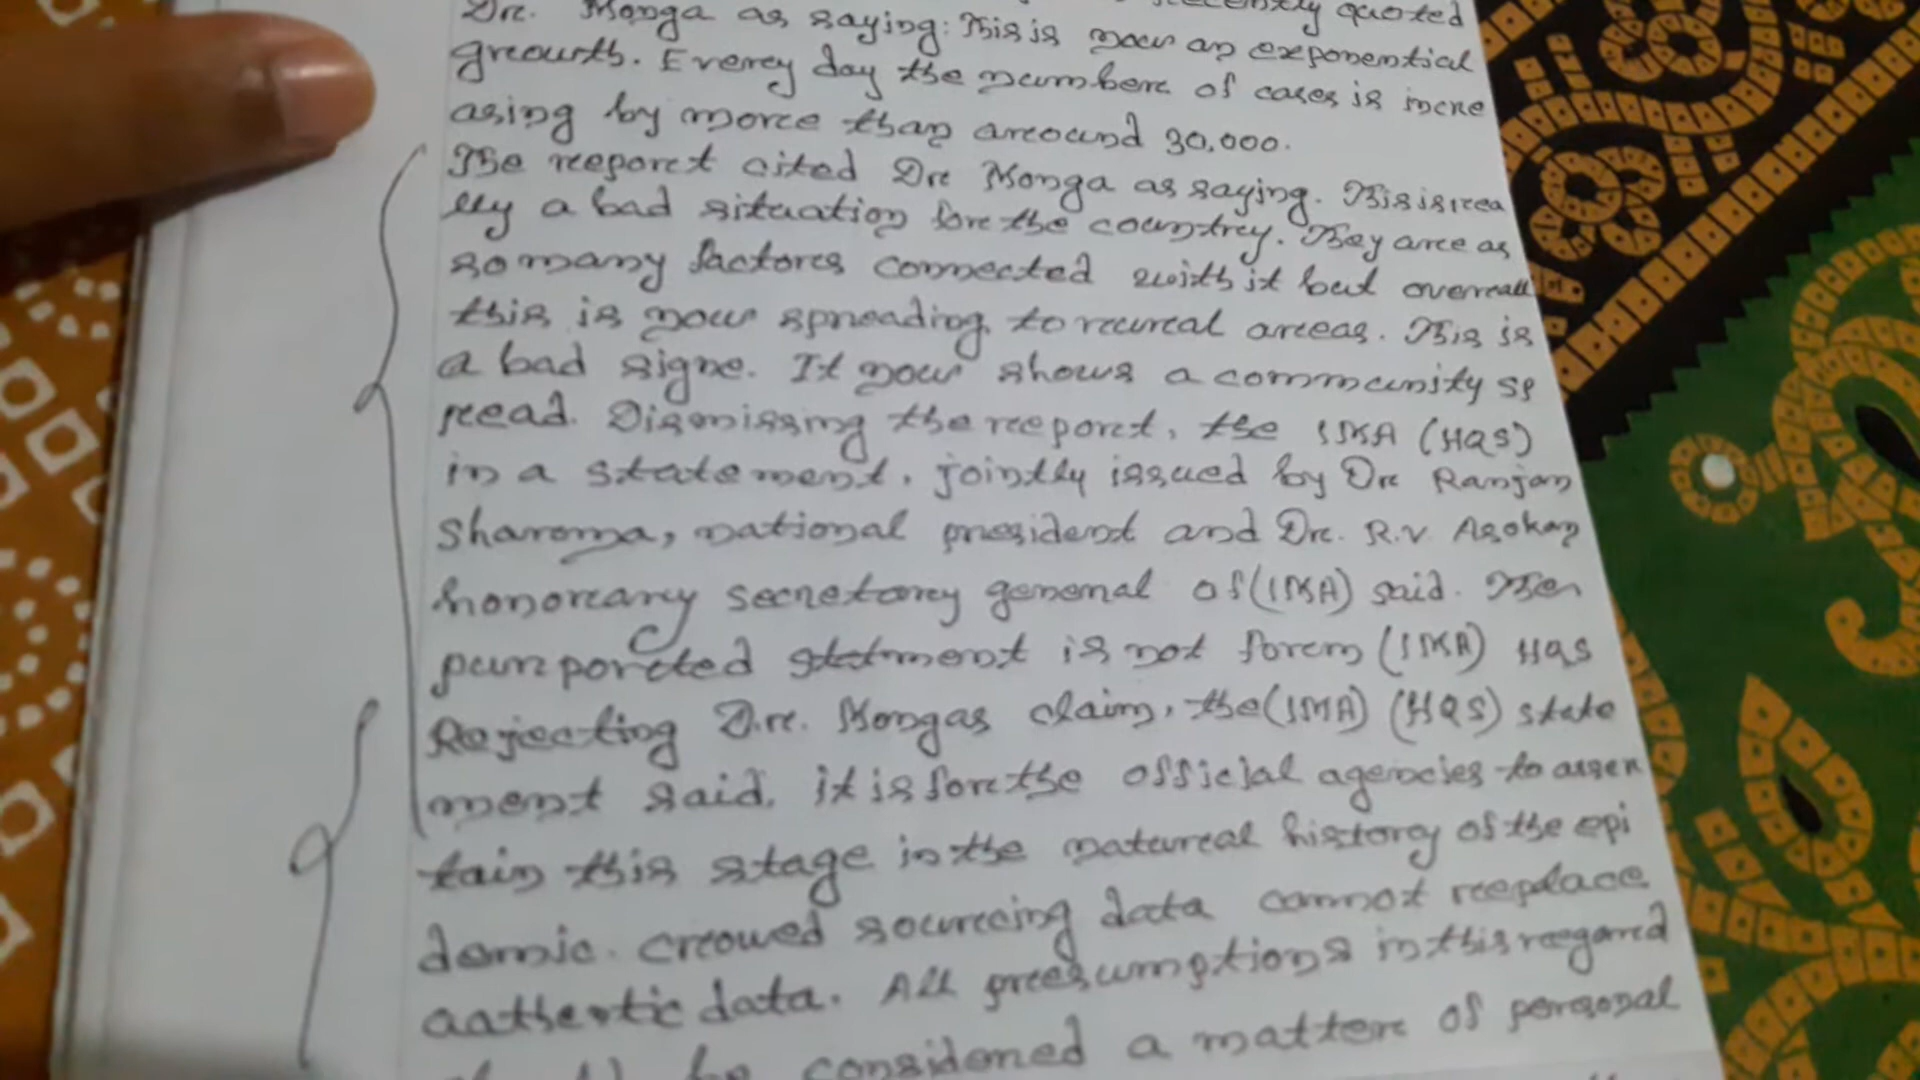 Dr. Monga as saying: This is now an exponential
growth. Every day the number of cases is incre
asing by more than around 30,000.
The report cited Dr Monga as saying. This is rea
lly a bad situation for the country. They are as
so many factores connected with it but overall
this is now spreading to rural areas. This is
a bad signe. It now shows a community sp
read. Dismissing the report, the IMA (HQS)
in a statement, jointly issued by Dr Ranjan
Sharma, national president and Dr. R.V. Asokan
honorary secretary general of (IMA) said. Ther
purported statment is not form (IMA) HQS
Rejecting Dr. Mongas claim, the (IMA) (HQS) state
ment said, it is for the official agencies to asser
tain this stage in the natural history of the epi
demic. Crowed sourcing data cannot replace
aathentic data. All presumptions in this regard
be considered a matter of personal